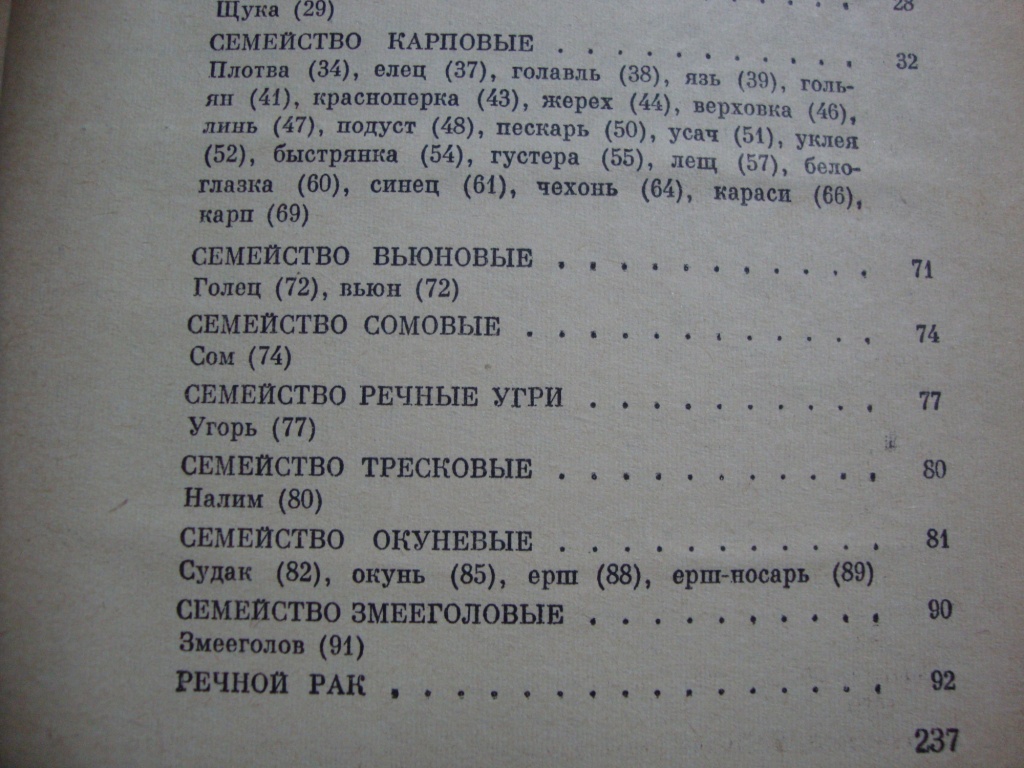 Щука (29) . . . . 28
СЕМЕЙСТВО КАРПОВЫЕ . . . . . . . . . . 32
Плотва (34), елец (37), голавль (38), язь (39), голь-
ян (41), красноперка (43), жерех (44), верховка (46),
линь (47), подуст (48), пескарь (50), усач (51), уклея
(52), быстрянка (54), густера (55), лещ (57), бело-
глазка (60), синец (61), чехонь (64), караси (66),
карп (69)
СЕМЕЙСТВО ВЬЮНОВЫЕ . . . . . . . . . . 71
Голец (72), вьюн (72)
СЕМЕЙСТВО СОМОВЫЕ . . . . . . . . . . . 74
Сом (74)
СЕМЕЙСТВО РЕЧНЫЕ УГРИ . . . . . . . . . 77
Угорь (77)
СЕМЕЙСТВО ТРЕСКОВЫЕ . . . . . . . . . . 80
Налим (80)
СЕМЕЙСТВО ОКУНЕВЫЕ . . . . . . . . . . 81
Судак (82), окунь (85), ерш (88), ерш-носарь (89)
СЕМЕЙСТВО ЗМЕЕГОЛОВЫЕ . . . . . . . . . 90
Змееголов (91)
РЕЧНОЙ РАК . . . . . . . . . . . . . . . 92
237